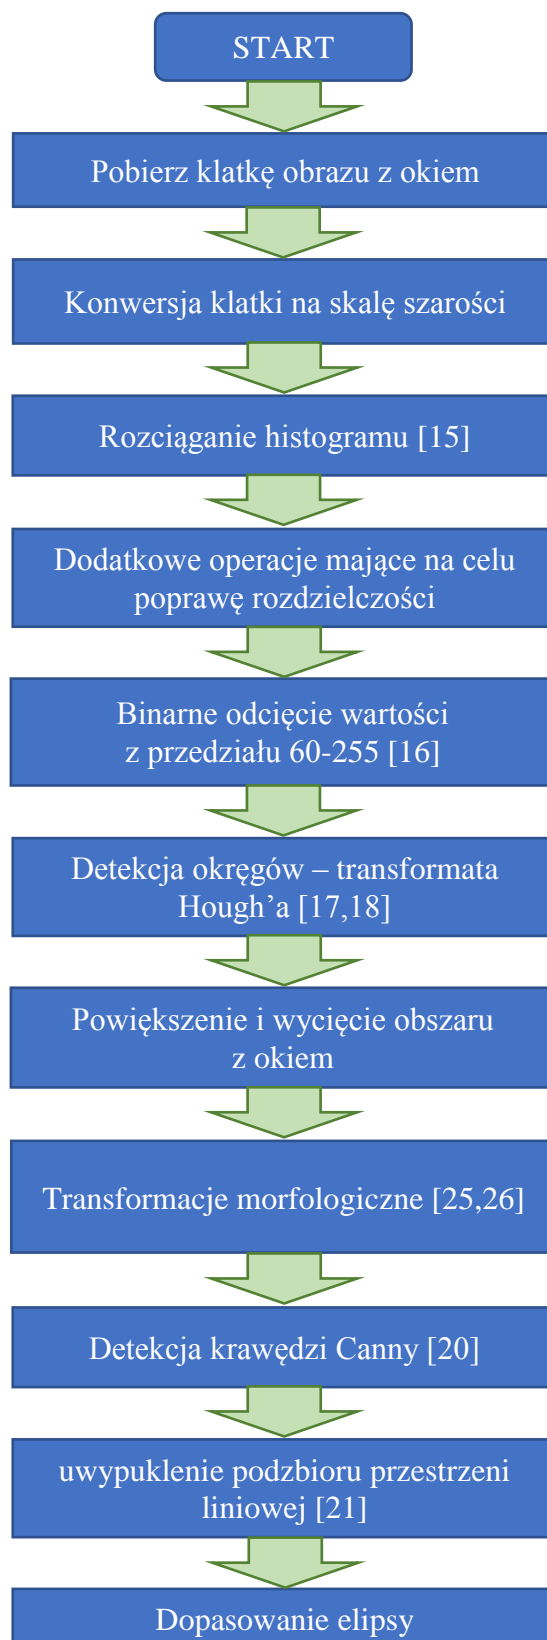 START
Pobierz klatkę obrazu z okiem
Konwersja klatki na skalę szarości
Rozciąganie histogramu [15]
Dodatkowe operacje mające na celu
poprawę rozdzielczości
Binarne odcięcie wartości
z przedziału 60-255 [16]
Detekcja okręgów – transformata
Hough’a [17,18]
Powiększenie i wycięcie obszaru
z okiem
Transformacje morfologiczne [25,26]
Detekcja krawędzi Canny [20]
uwypuklenie podzbioru przestrzeni
liniowej [21]
Dopasowanie elipsy